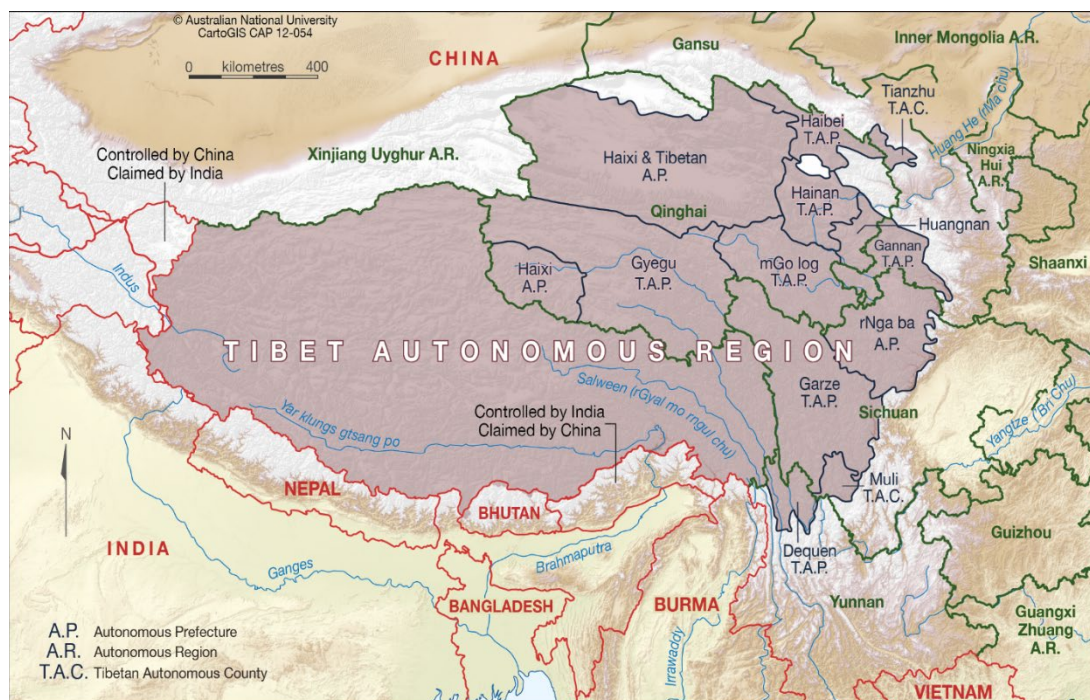 © Australian National University
CartoGIS CAP 12-054
0 kilometres 400
CHINA
Gansu
Inner Mongolia A.R.
Tianzhu
T.A.C.
Huang He (rMa chu)
Haibei
T.A.P.
Ningxia
Hui
A.R.
Controlled by China
Claimed by India
Xinjiang Uyghur A.R.
Haixi & Tibetan
A.P.
Hainan
T.A.P.
Qinghai
Huangnan
Gannan
T.A.P.
Shaanxi
Indus
Haixi
A.P.
Gyegu
T.A.P.
mGo log
T.A.P.
rNga ba
A.P.
TIBET AUTONOMOUS REGION
Salween (rGyal mo rngul chu)
Garze
T.A.P.
Sichuan
Yangtze ('Bri Chu)
Yar klungs gtsang po
Controlled by India
Claimed by China
N
Muli
T.A.C.
NEPAL
BHUTAN
Guizhou
INDIA
Dequen
T.A.P.
Ganges
Brahmaputra
Yunnan
BANGLADESH
BURMA
Guangxi
Zhuang
A.R.
Irrawaddy
VIETNAM
A.P. Autonomous Prefecture
A.R. Autonomous Region
T.A.C. Tibetan Autonomous County